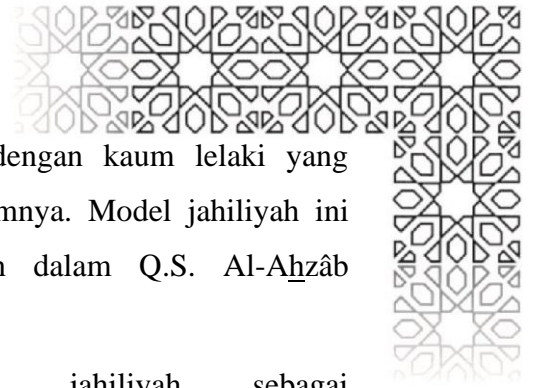 dengan kaum lelaki yang
mnya. Model jahiliyah ini
dalam Q.S. Al-Ahzâb
jahiliyah sebagai